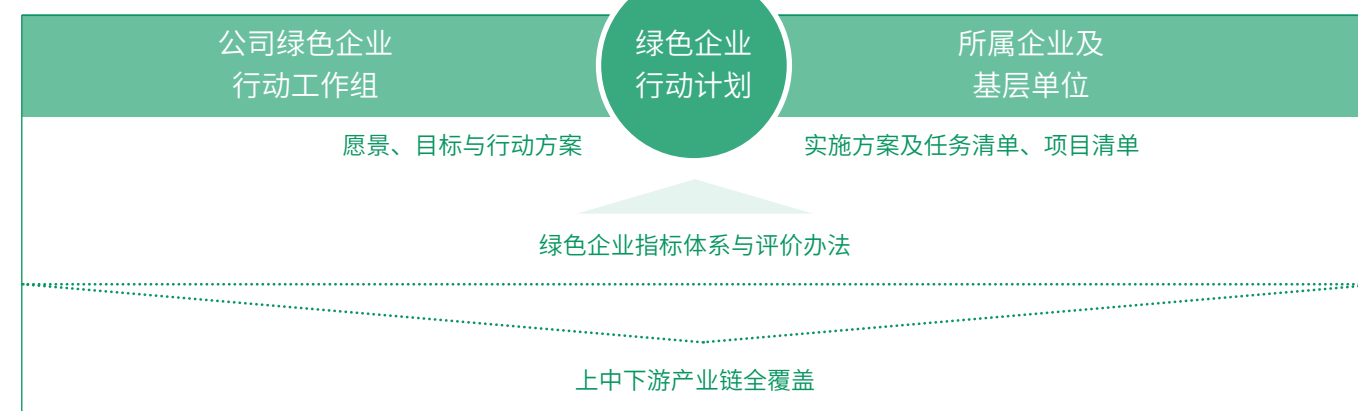 公司绿色企业
行动工作组
绿色企业
行动计划
所属企业及
基层单位
愿景、目标与行动方案
实施方案及任务清单、项目清单
绿色企业指标体系与评价办法
上中下游产业链全覆盖